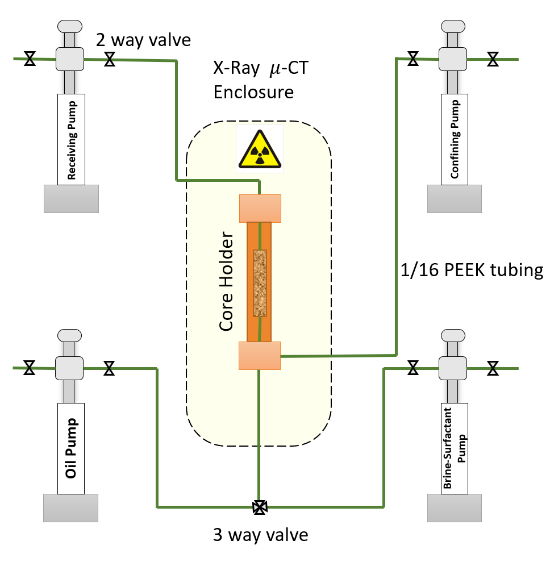 2 way valve
X-Ray μ-CT
Enclosure
Receiving Pump
Confining Pump
Core Holder
1/16 PEEK tubing
Oil Pump
Brine-Surfactant
Pump
3 way valve